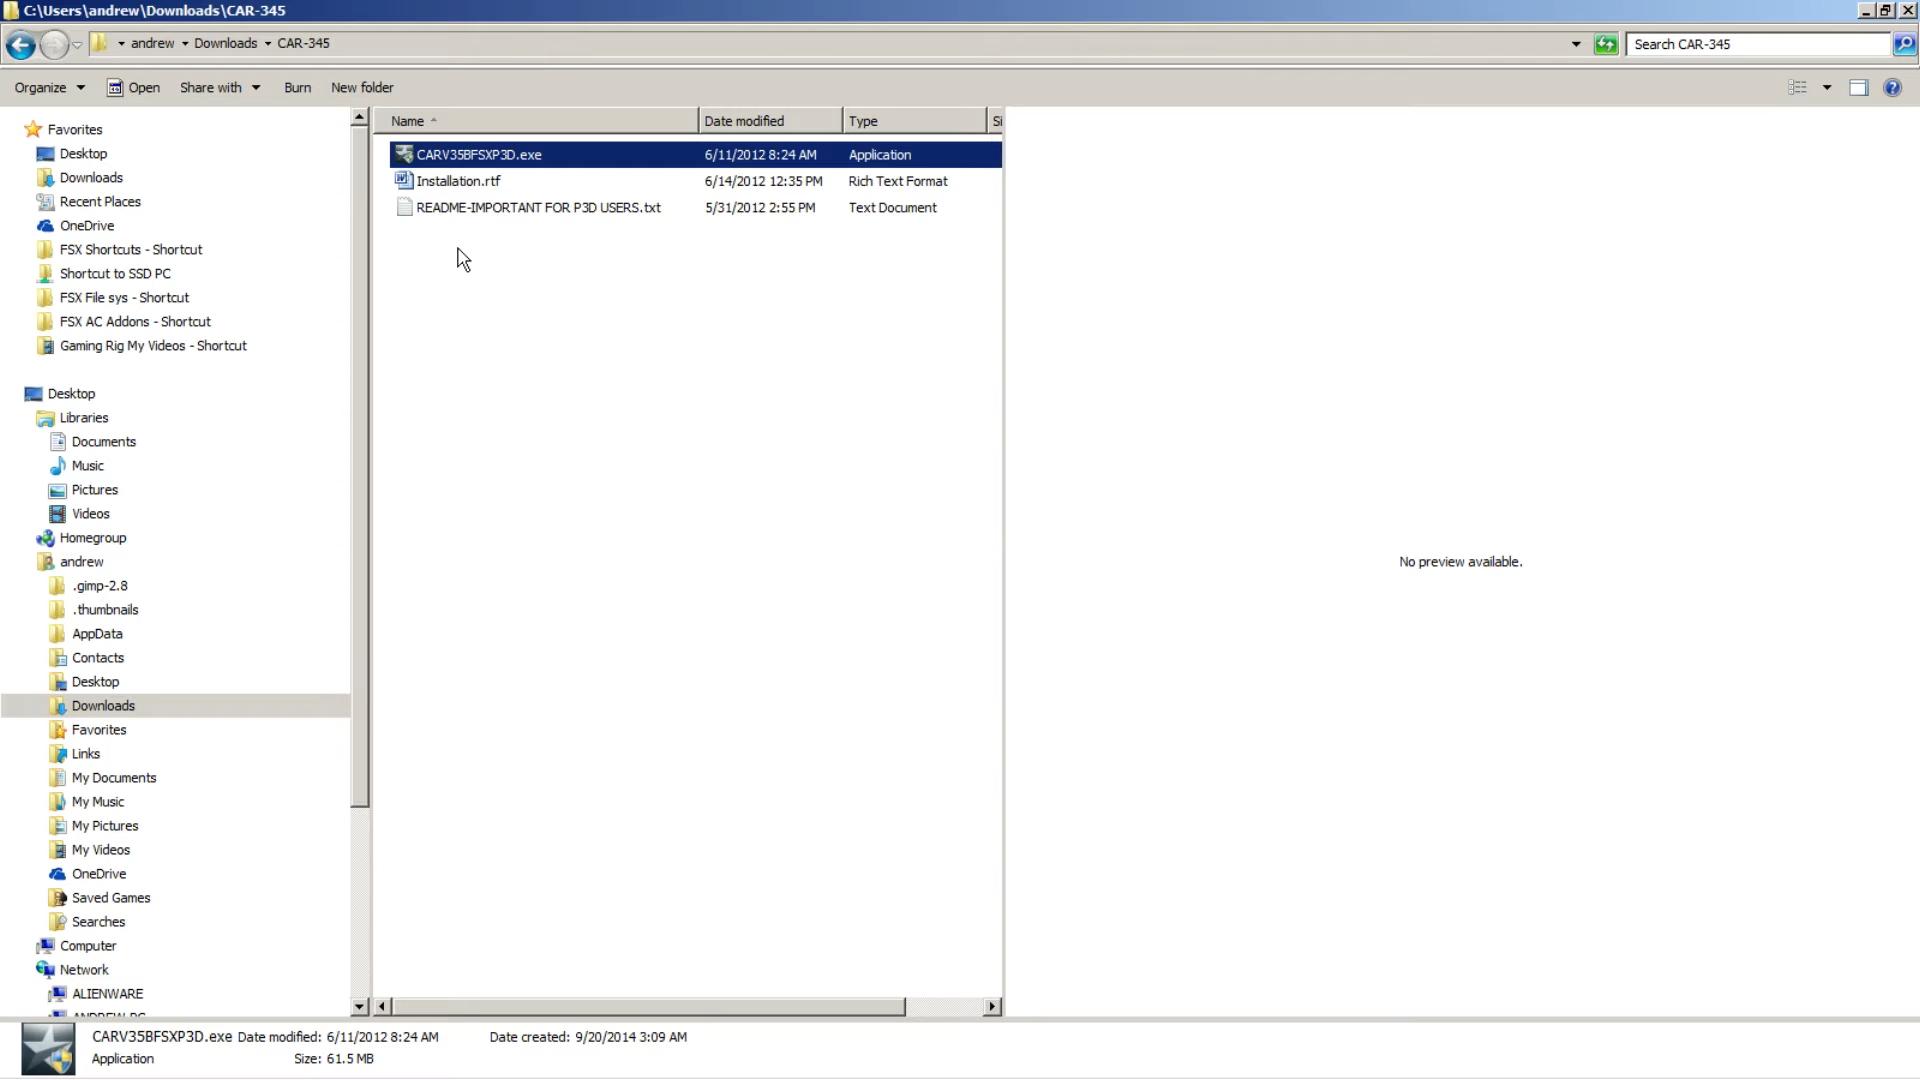 C:\Users\andrew\Downloads\CAR-345
andrew Downloads CAR-345
Search CAR-345
Organize Open Share with Burn New folder
Name Date modified Type Si
CARV35BFSXP3D.exe 6/11/2012 8:24 AM Application
Installation.rtf 6/14/2012 12:35 PM Rich Text Format
README-IMPORTANT FOR P3D USERS.txt 5/31/2012 2:55 PM Text Document
Favorites
Desktop
Downloads
Recent Places
OneDrive
FSX Shortcuts - Shortcut
Shortcut to SSD PC
FSX File sys - Shortcut
FSX AC Addons - Shortcut
Gaming Rig My Videos - Shortcut
Desktop
Libraries
Documents
Music
Pictures
Videos
Homegroup
andrew
.gimp-2.8
.thumbnails
AppData
Contacts
Desktop
Downloads
Favorites
Links
My Documents
My Music
My Pictures
My Videos
OneDrive
Saved Games
Searches
Computer
Network
ALIENWARE
No preview available.
CARV35BFSXP3D.exe Date modified: 6/11/2012 8:24 AM Date created: 9/20/2014 3:09 AM
Application Size: 61.5 MB